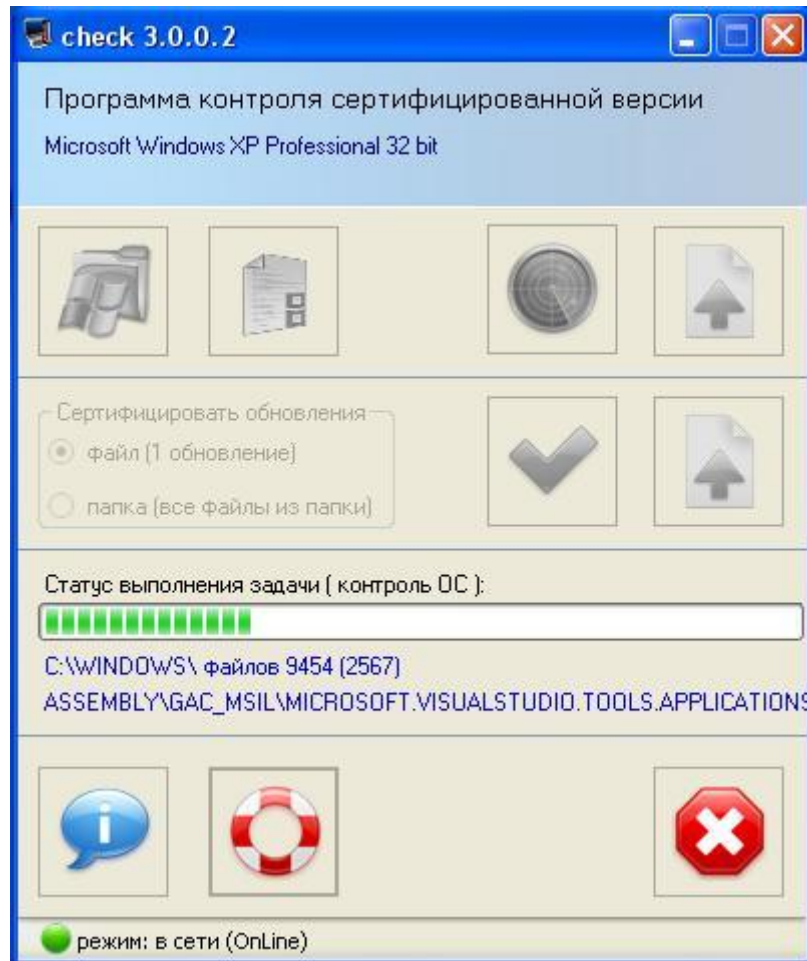 check 3.0.0.2
Программа контроля сертифицированной версии
Microsoft Windows XP Professional 32 bit
Сертифицировать обновления
файл (1 обновление)
папка (все файлы из папки)
Статус выполнения задачи ( контроль ОС ):
C:\WINDOWS\ файлов 9454 (2567)
ASSEMBLY\GAC_MSIL\MICROSOFT.VISUALSTUDIO.TOOLS.APPLICATIONS
режим: в сети (OnLine)